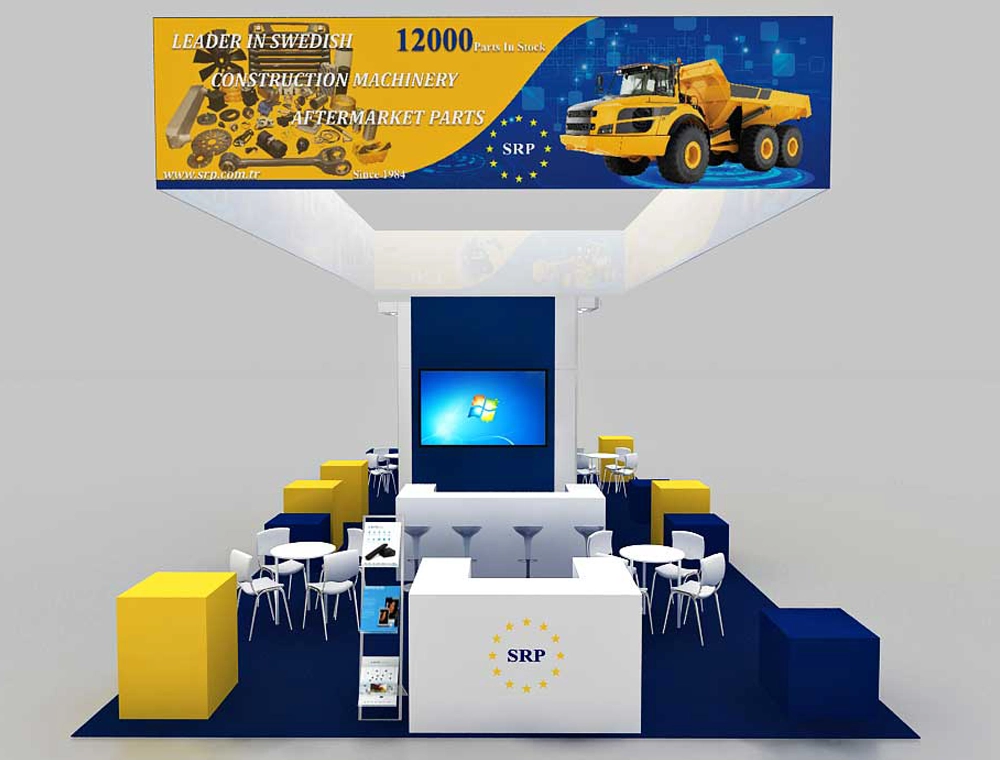 LEADER IN SWEDISH
12000 Parts In Stock
CONSTRUCTION MACHINERY
AFTERMARKET PARTS
SRP
www.srp.com.tr
Since 1984
SRP